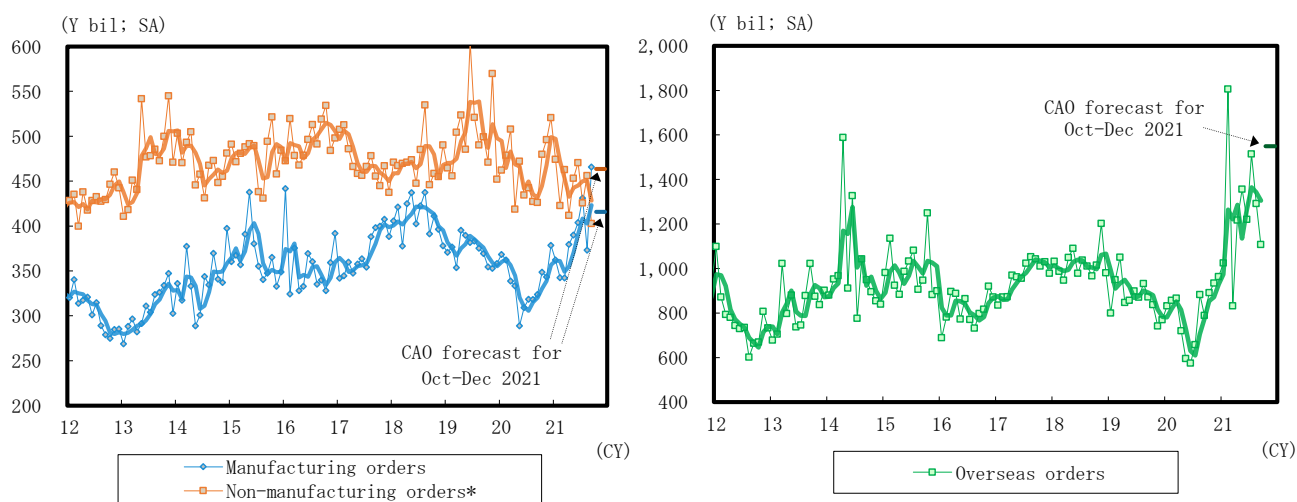 (Y bil; SA)
600
550
500
450
400
350
300
250
200
CAO forecast for
Oct-Dec 2021
12 13 14 15 16 17 18 19 20 21
(CY)
Manufacturing orders
Non-manufacturing orders*
(Y bil; SA)
2,000
1,800
1,600
1,400
1,200
1,000
800
600
400
CAO forecast for
Oct-Dec 2021
12 13 14 15 16 17 18 19 20 21
(CY)
Overseas orders